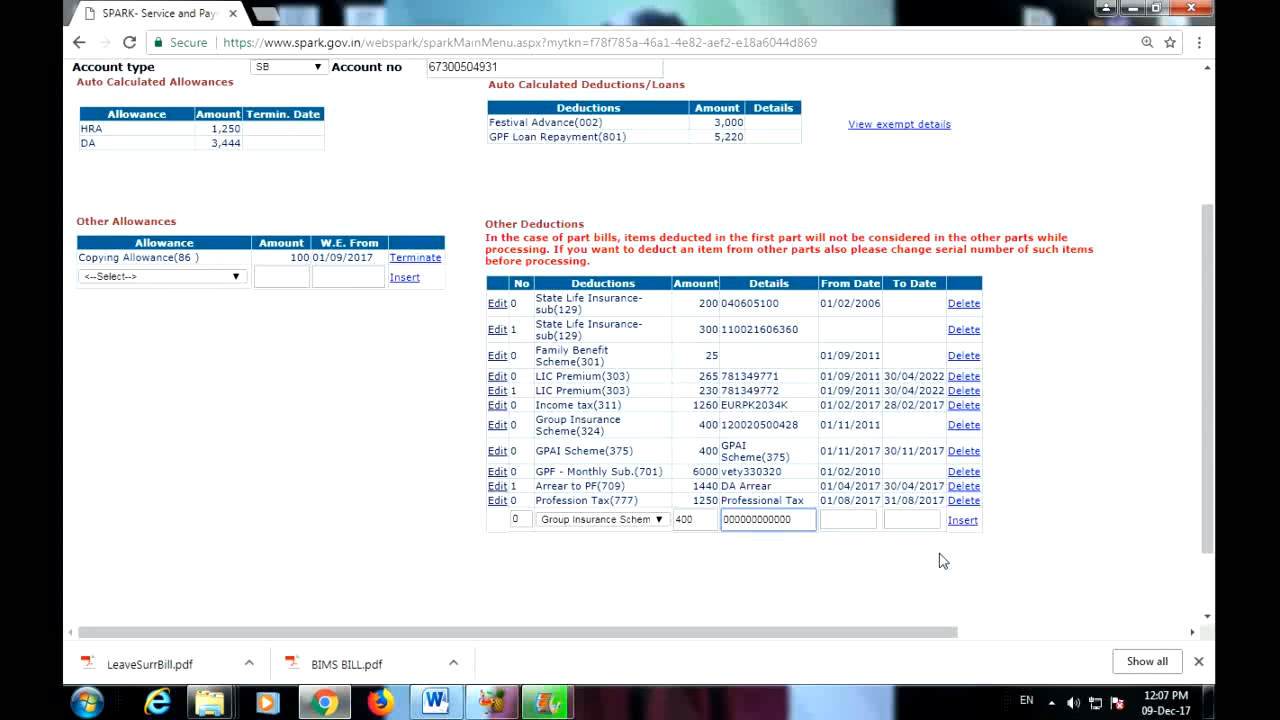 SPARK- Service and Pay
Secure https://www.spark.gov.in/webspark/sparkMainMenu.aspx?mytkn=f78f785a-46a1-4e82-aef2-e18a6044d869
Account type SB Account no 67300504931
Auto Calculated Allowances
Allowance Amount Termin. Date
HRA 1,250
DA 3,444
Auto Calculated Deductions/Loans
Deductions Amount Details
Festival Advance(002) 3,000
GPF Loan Repayment(801) 5,220
View exempt details
Other Allowances
Allowance Amount W.E. From
Copying Allowance(86 ) 100 01/09/2017 Terminate
<--Select--> Insert
Other Deductions
In the case of part bills, items deducted in the first part will not be considered in the other parts while
processing. If you want to deduct an item from other parts also please change serial number of such items
before processing.
No Deductions Amount Details From Date To Date
Edit 0 State Life Insurance-
sub(129) 200 040605100 01/02/2006 Delete
Edit 1 State Life Insurance-
sub(129) 300 110021606360 Delete
Edit 0 Family Benefit
Scheme(301) 25 01/09/2011 Delete
Edit 0 LIC Premium(303) 265 781349771 01/09/2011 30/04/2022 Delete
Edit 1 LIC Premium(303) 230 781349772 01/09/2011 30/04/2022 Delete
Edit 0 Income tax(311) 1260 EURPK2034K 01/02/2017 28/02/2017 Delete
Edit 0 Group Insurance
Scheme(324) 400 120020500428 01/11/2011 Delete
Edit 0 GPAI Scheme(375) 400 GPAI
Scheme(375) 01/11/2017 30/11/2017 Delete
Edit 0 GPF - Monthly Sub.(701) 6000 vety330320 01/02/2010 Delete
Edit 1 Arrear to PF(709) 1440 DA Arrear 01/04/2017 30/04/2017 Delete
Edit 0 Profession Tax(777) 1250 Professional Tax 01/08/2017 31/08/2017 Delete
0 Group Insurance Schem 400 000000000000 Insert
LeaveSurrBill.pdf BIMS BILL.pdf Show all
EN 12:07 PM
09-Dec-17